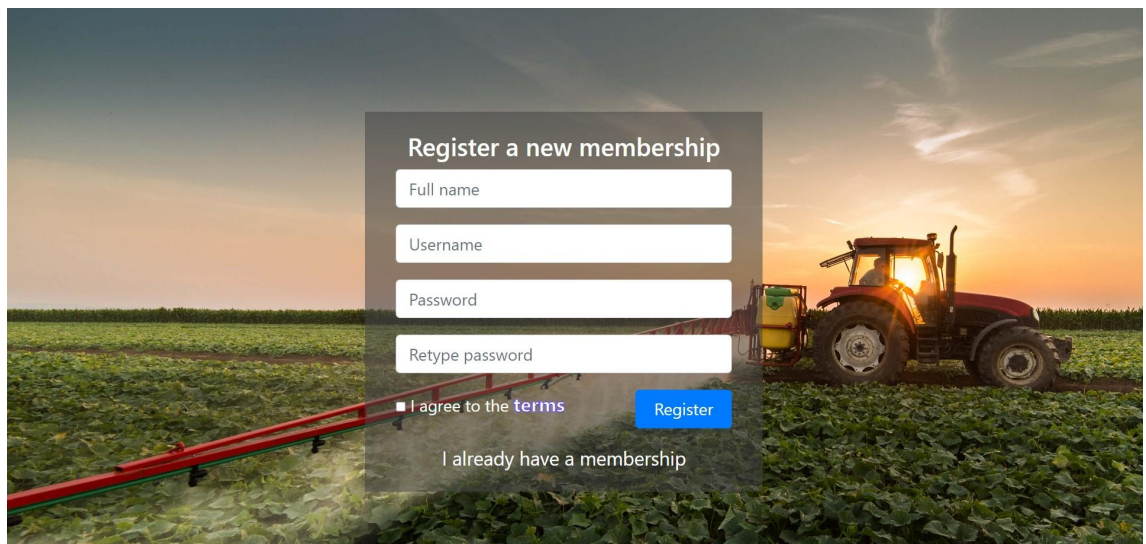 Register a new membership
Full name
Username
Password
Retype password
I agree to the terms
Register
I already have a membership